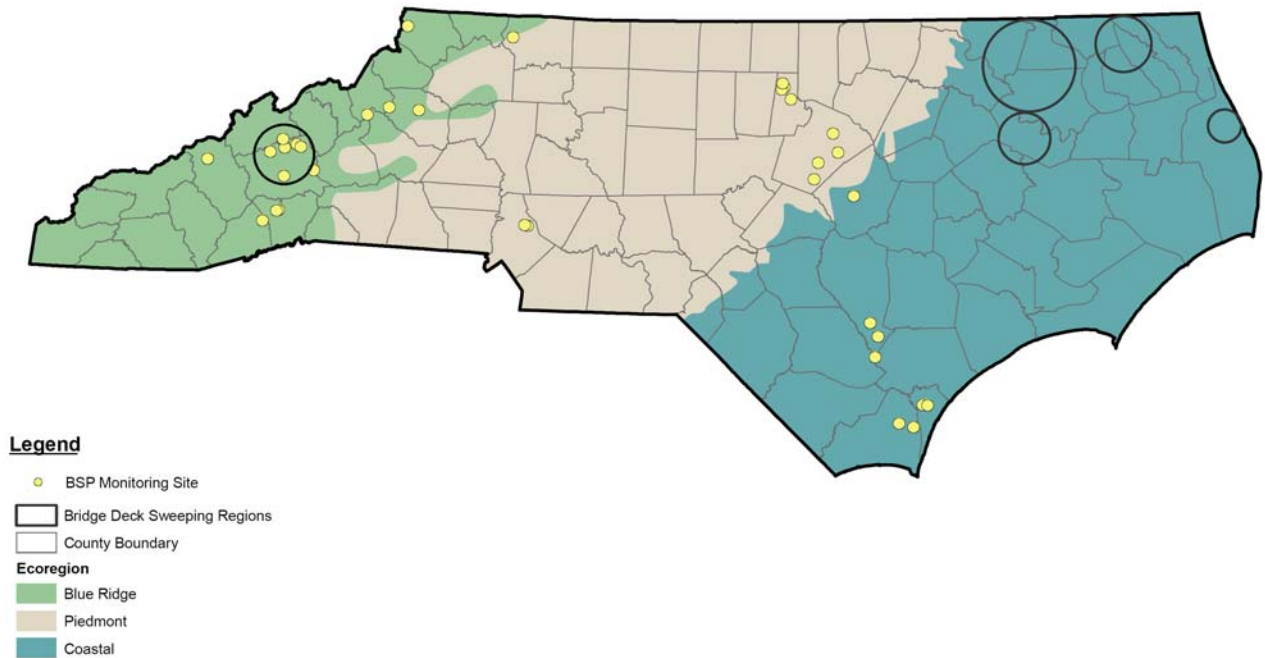 Legend
BSP Monitoring Site
Bridge Deck Sweeping Regions
County Boundary
Ecoregion
Blue Ridge
Piedmont
Coastal